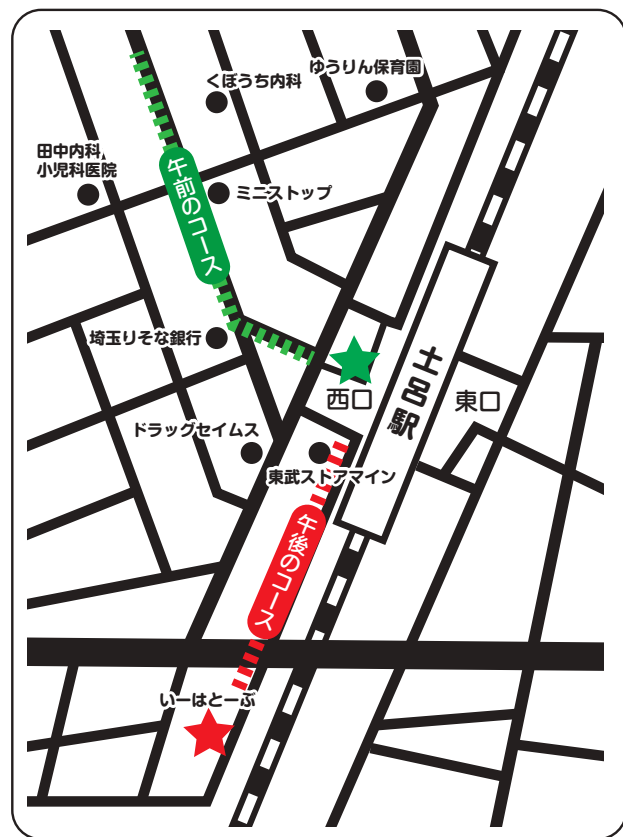 ゆうりん保育園
くぼうち内科
田中内科
小児科医院
ミニストップ
午前のコース
埼玉りそな銀行
土呂駅
西口
東口
ドラッグセイムス
東武ストアマイン
午後のコース
いーはとーぶ